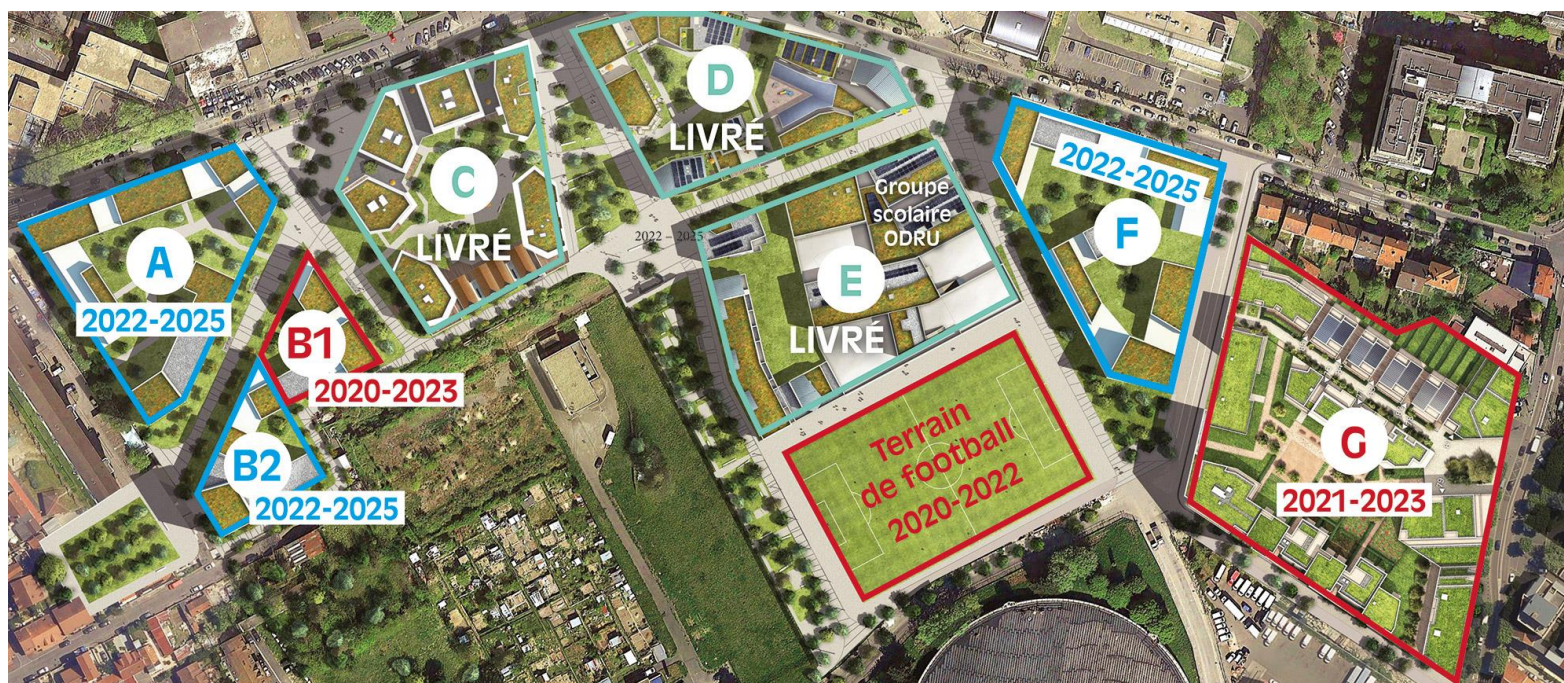 D
LIVRÉ
C
LIVRÉ
2022 – 2025
Groupe
scolaire
ODRU
E
LIVRÉ
2022-2025
F
A
2022-2025
B1
2020-2023
B2
2022-2025
Terrain
de football
2020-2022
G
2021-2023